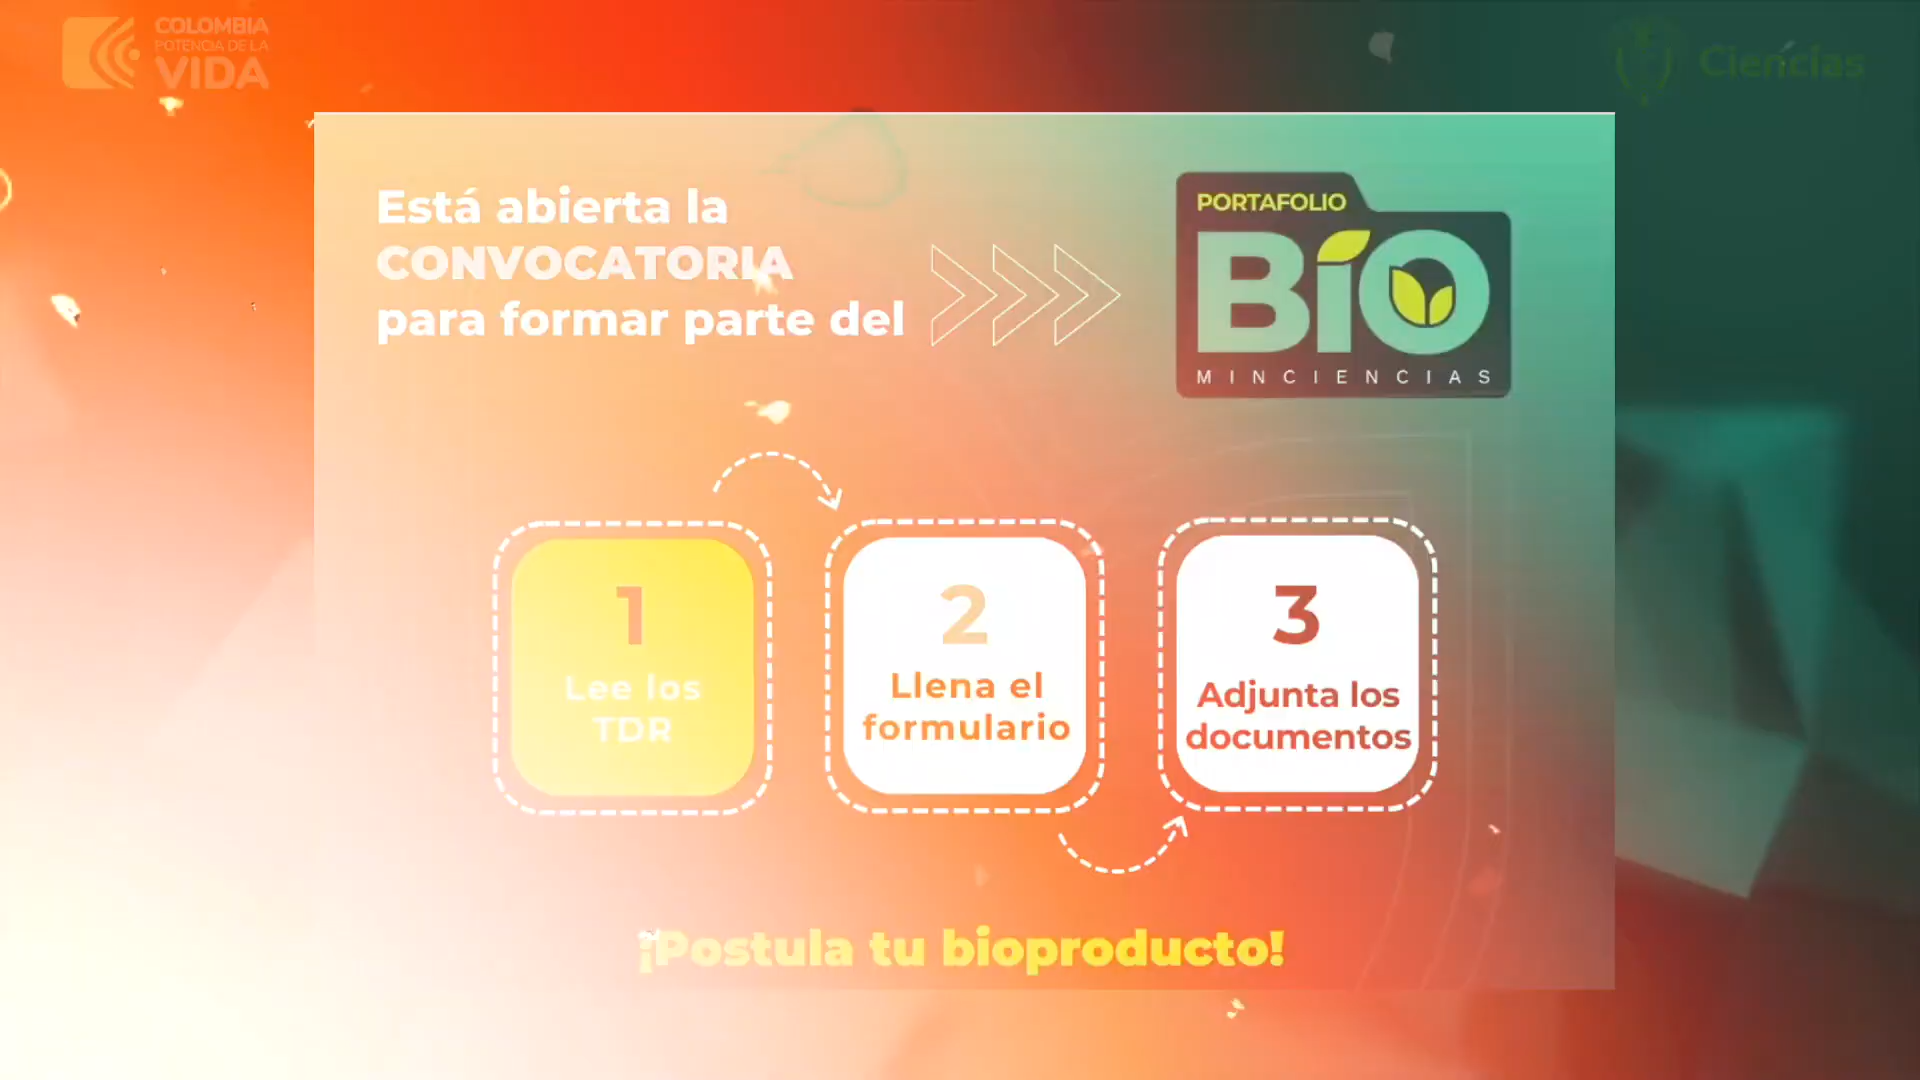 COLOMBIA
POTENCIA DE LA
VIDA
Ciencias
Está abierta la
CONVOCATORIA
para formar parte del
PORTAFOLIO
BíO
MINCIENCIAS
1
Lee los
TDR
2
Llena el
formulario
3
Adjunta los
documentos
¡Postula tu bioproducto!